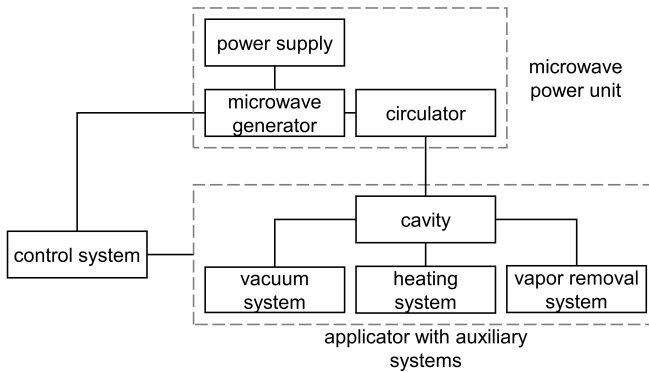 power supply
microwave
power unit
microwave
generator
circulator
cavity
control system
vacuum
system
heating
system
vapor removal
system
applicator with auxiliary
systems